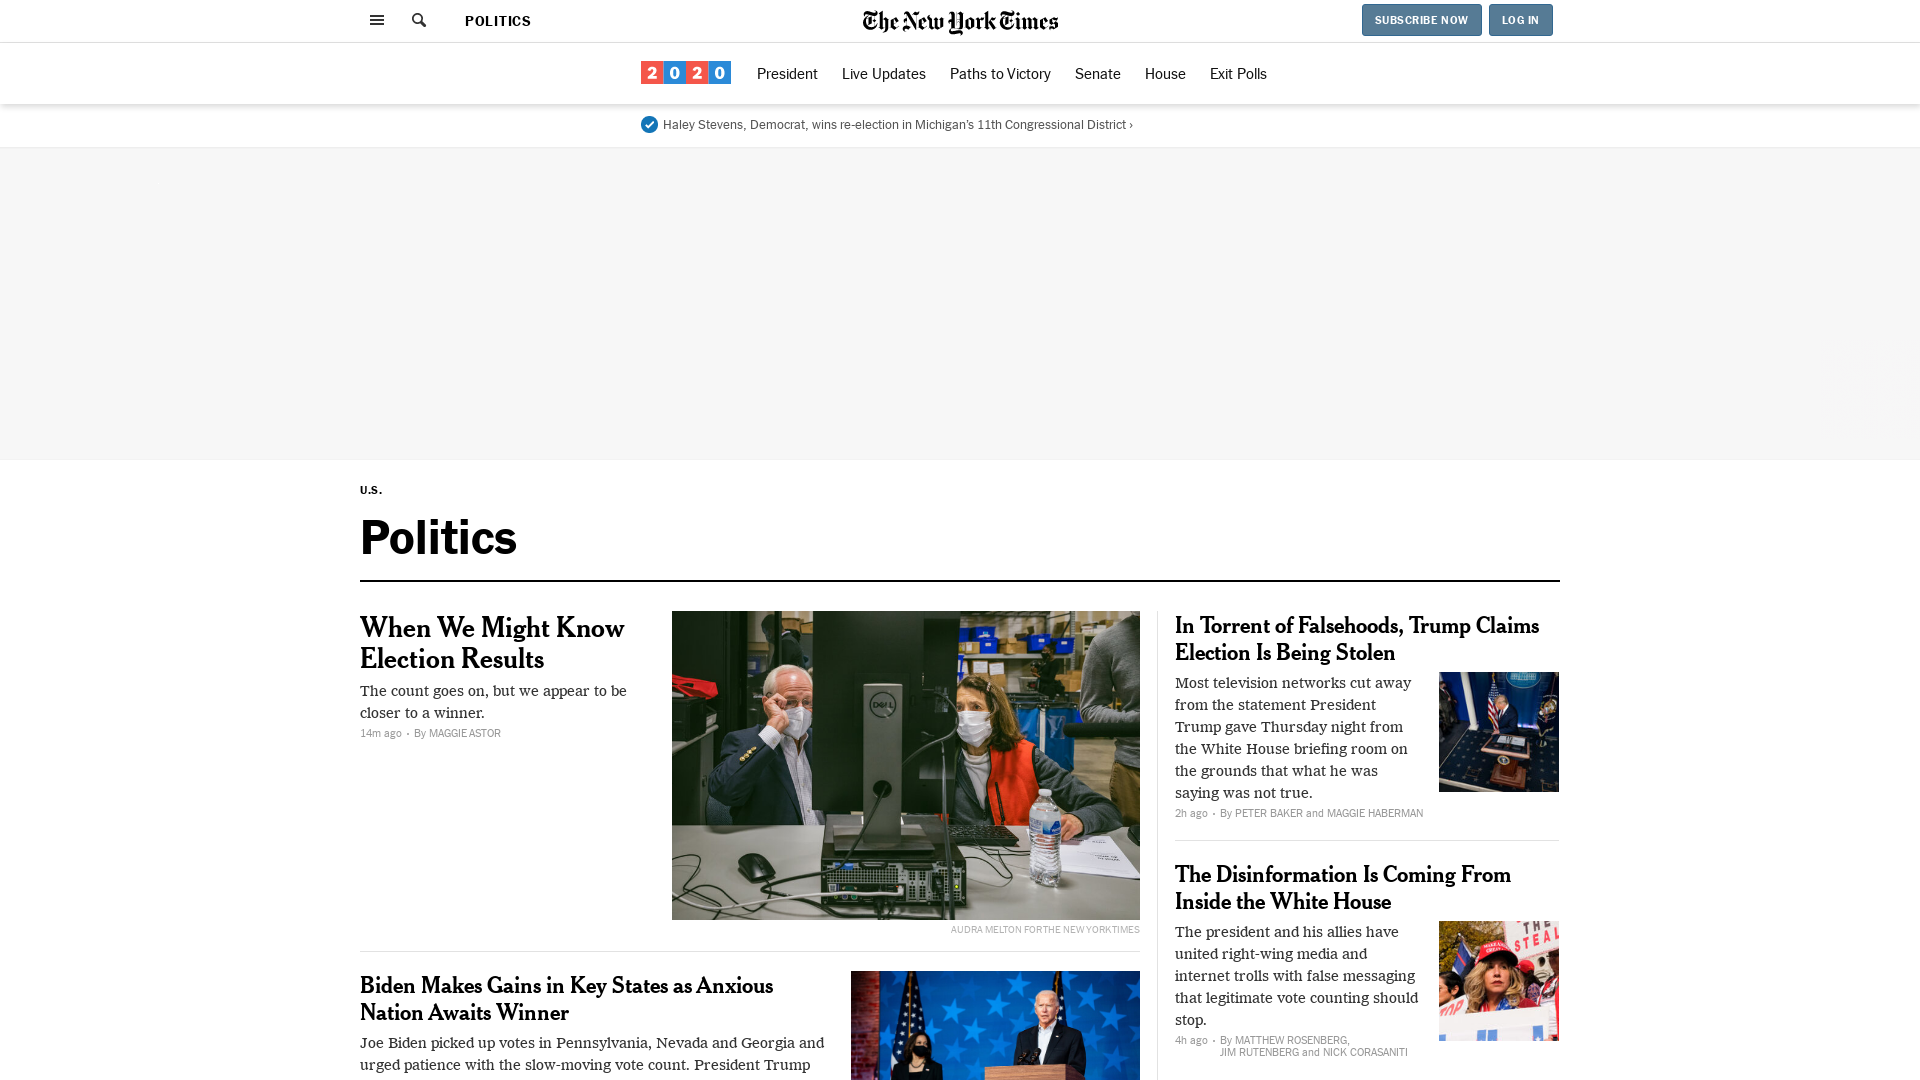 POLITICS
The New York Times
SUBSCRIBE NOW
LOG IN
2020
President
Live Updates
Paths to Victory
Senate
House
Exit Polls
Haley Stevens, Democrat, wins re-election in Michigan’s 11th Congressional District ›
U.S.
Politics
When We Might Know
Election Results
The count goes on, but we appear to be
closer to a winner.
14m ago • By MAGGIE ASTOR
DELL
AUDRA MELTON FOR THE NEW YORK TIMES
Biden Makes Gains in Key States as Anxious
Nation Awaits Winner
Joe Biden picked up votes in Pennsylvania, Nevada and Georgia and
urged patience with the slow-moving vote count. President Trump
In Torrent of Falsehoods, Trump Claims
Election Is Being Stolen
Most television networks cut away
from the statement President
Trump gave Thursday night from
the White House briefing room on
the grounds that what he was
saying was not true.
2h ago • By PETER BAKER and MAGGIE HABERMAN
The Disinformation Is Coming From
Inside the White House
The president and his allies have
united right-wing media and
internet trolls with false messaging
that legitimate vote counting should
stop.
4h ago • By MATTHEW ROSENBERG,
JIM RUTENBERG and NICK CORASANITI
THE
STEAL